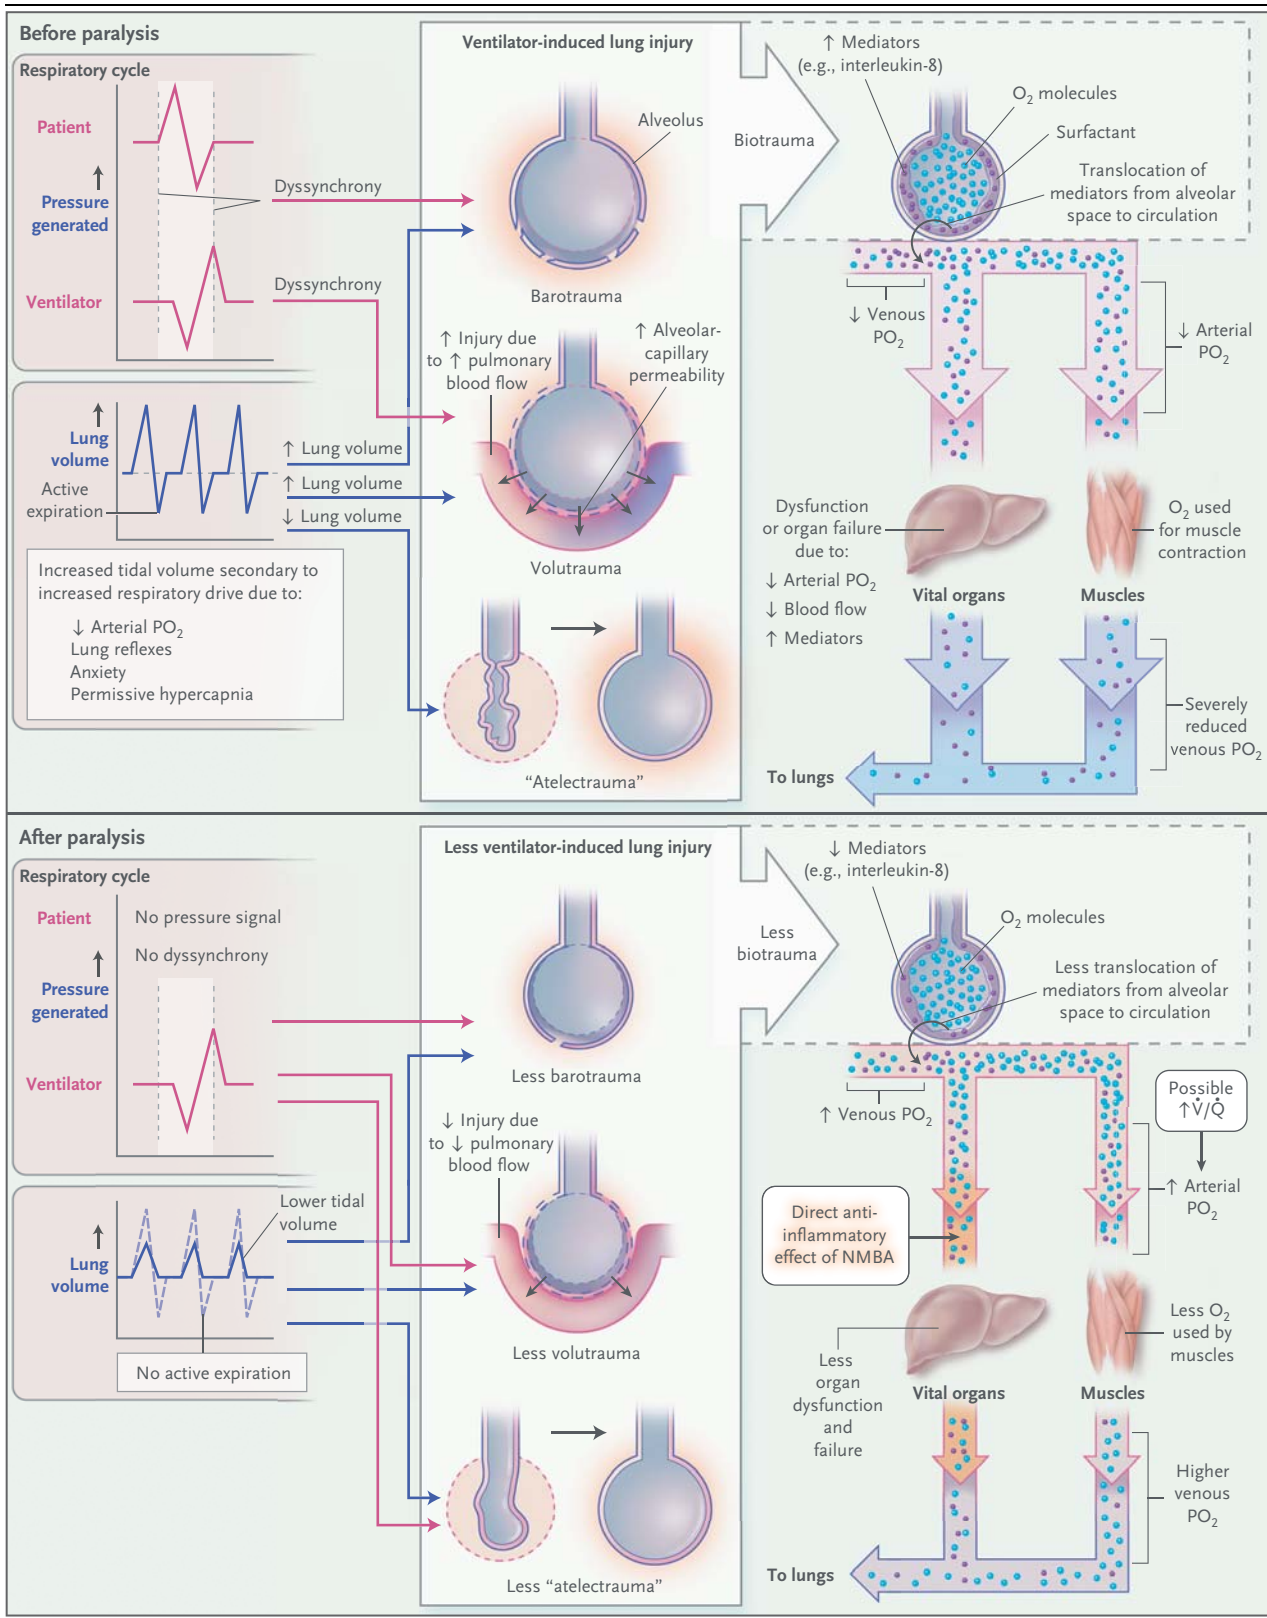 Before paralysis
Respiratory cycle
Patient
↑
Pressure
generated
Ventilator
Dyssynchrony
Dyssynchrony
↑
Lung
volume
Active
expiration
↑ Lung volume
↑ Lung volume
↓ Lung volume
Increased tidal volume secondary to
increased respiratory drive due to:
↓ Arterial PO2
Lung reflexes
Anxiety
Permissive hypercapnia
Ventilator-induced lung injury
Alveolus
Barotrauma
↑ Injury due
to ↑ pulmonary
blood flow
↑ Alveolar-
capillary
permeability
Volutrauma
“Atelectrauma”
Biotrauma
↑ Mediators
(e.g., interleukin-8)
O2 molecules
Surfactant
Translocation of
mediators from alveolar
space to circulation
↓ Venous
PO2
↓ Arterial
PO2
Dysfunction
or organ failure
due to:
↓ Arterial PO2
↓ Blood flow
↑ Mediators
Vital organs
O2 used
for muscle
contraction
Muscles
Severely
reduced
venous PO2
To lungs
After paralysis
Respiratory cycle
Patient
No pressure signal
No dyssynchrony
↑
Pressure
generated
Ventilator
Lower tidal
volume
↑
Lung
volume
No active expiration
Less ventilator-induced lung injury
Less barotrauma
↓ Injury due
to ↓ pulmonary
blood flow
Less volutrauma
Less “atelectrauma”
Less
biotrauma
↓ Mediators
(e.g., interleukin-8)
O2 molecules
Less translocation of
mediators from alveolar
space to circulation
↑ Venous PO2
Possible
↑V̇/Q̇
↑ Arterial
PO2
Direct anti-
inflammatory
effect of NMBA
Less
organ
dysfunction
and
failure
Vital organs
Less O2
used by
muscles
Muscles
Higher
venous
PO2
To lungs